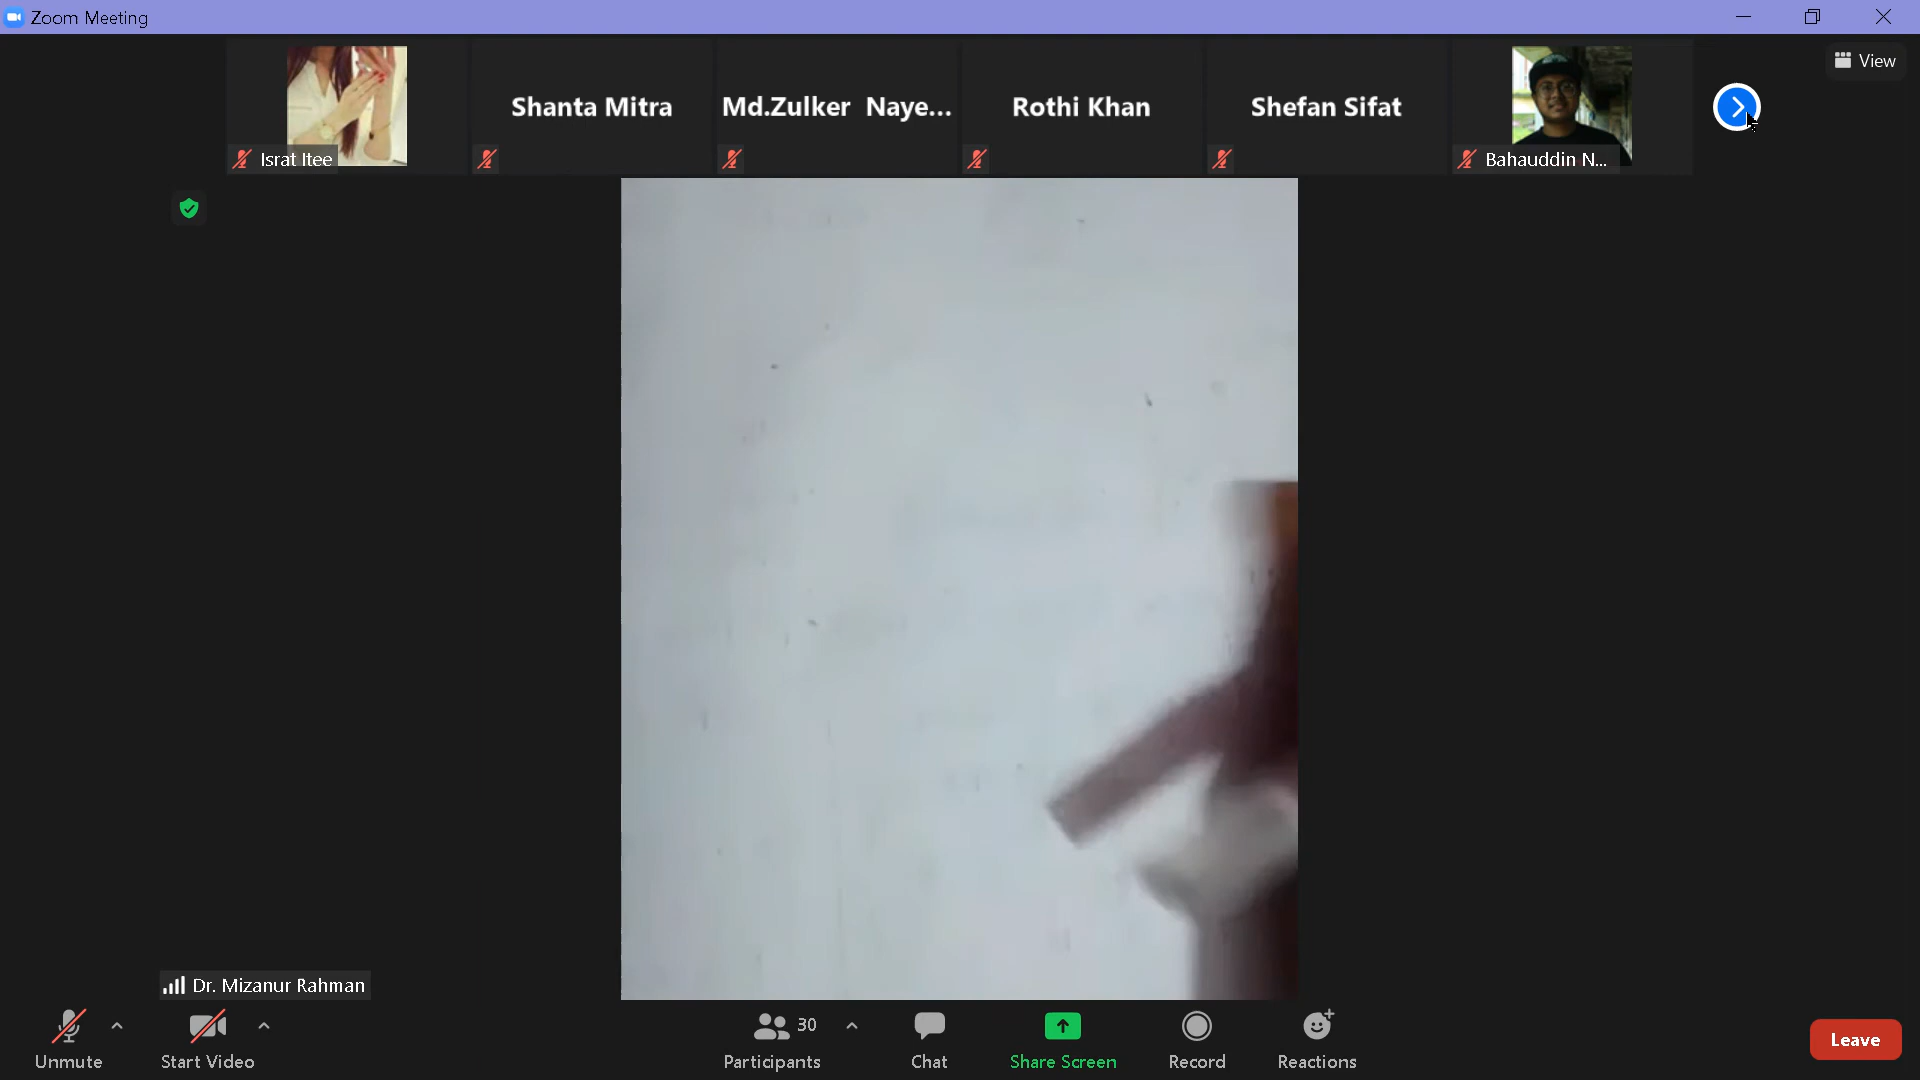 Zoom Meeting
View
Israt Itee
Shanta Mitra
Md.Zulker Naye...
Rothi Khan
Shefan Sifat
Bahauddin N...
Dr. Mizanur Rahman
Unmute
Start Video
30
Participants
Chat
Share Screen
Record
Reactions
Leave